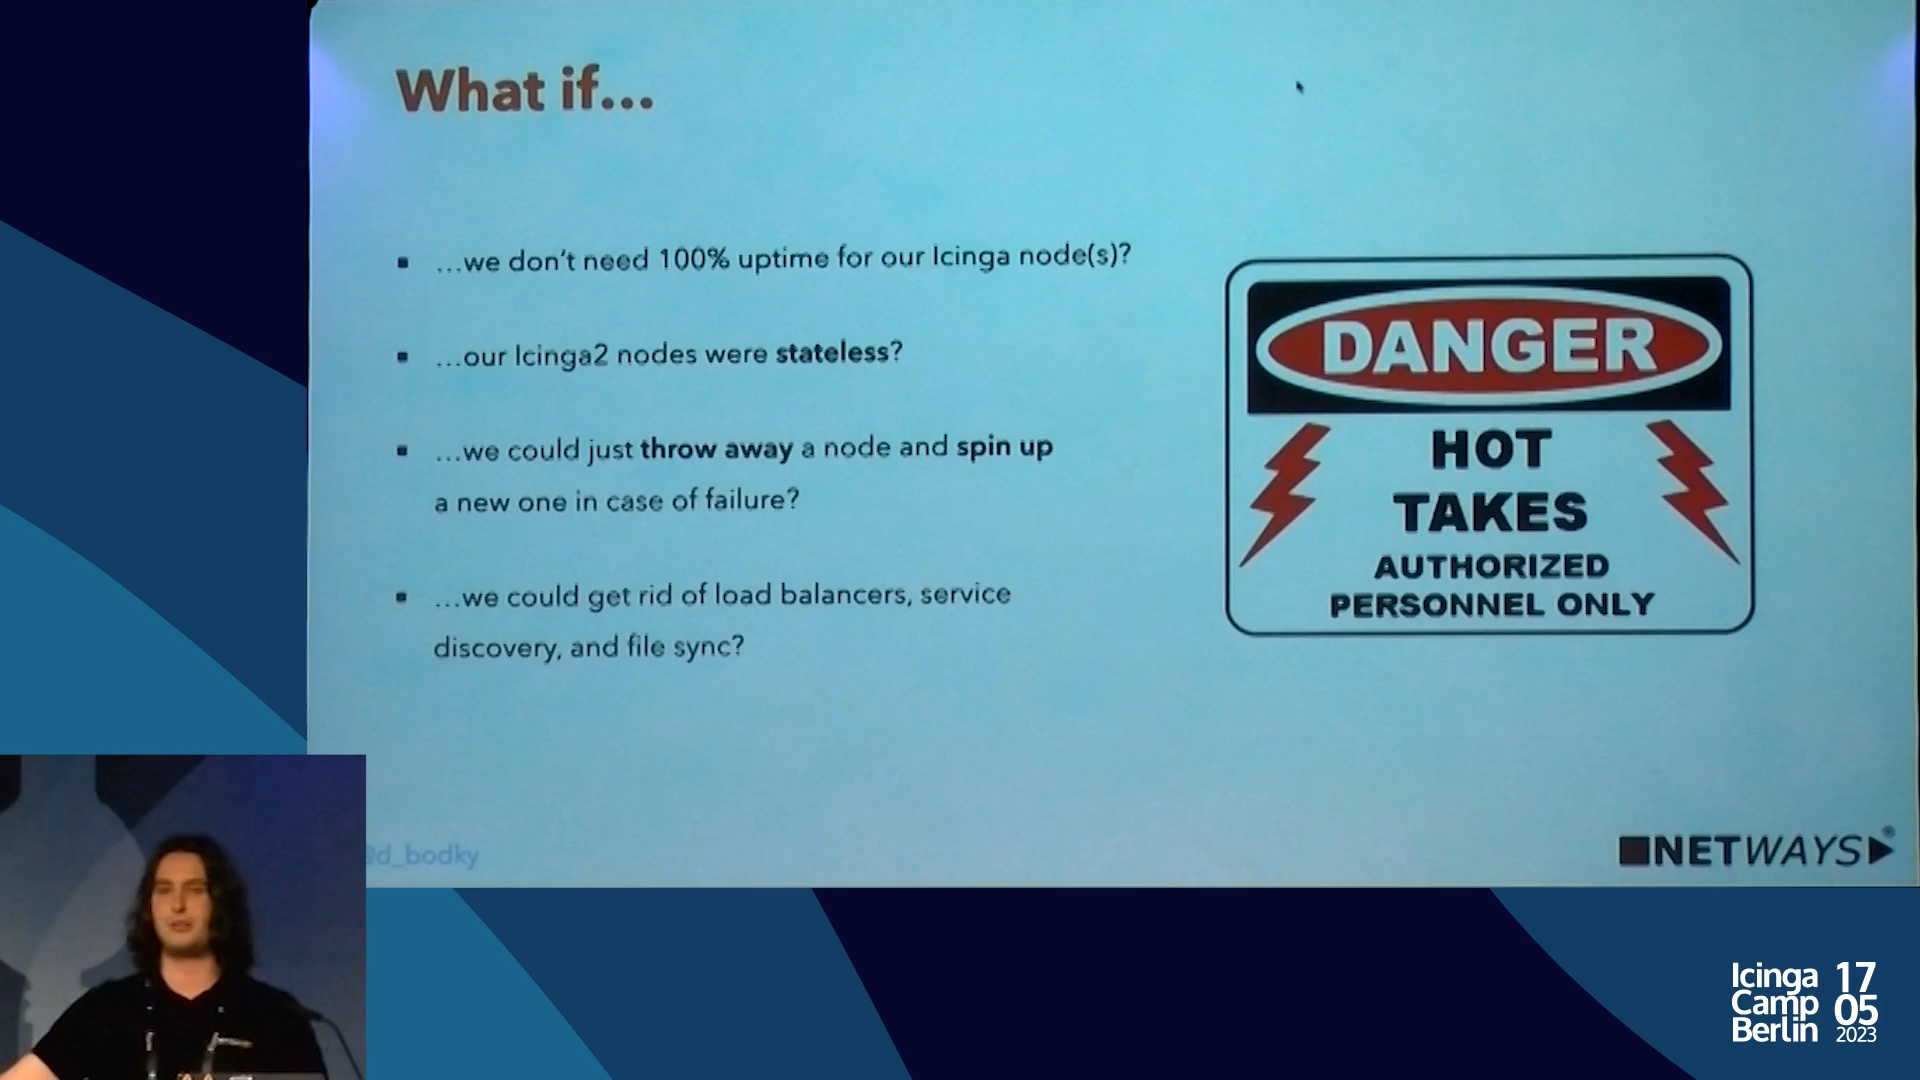 What if...
▪ ...we don't need 100% uptime for our Icinga node(s)?
▪ ...our Icinga2 nodes were stateless?
▪ ...we could just throw away a node and spin up
a new one in case of failure?
▪ ...we could get rid of load balancers, service
discovery, and file sync?
DANGER
HOT
TAKES
AUTHORIZED
PERSONNEL ONLY
@d_bodky
NETWAYS®
Icinga
Camp
Berlin
17
05
2023